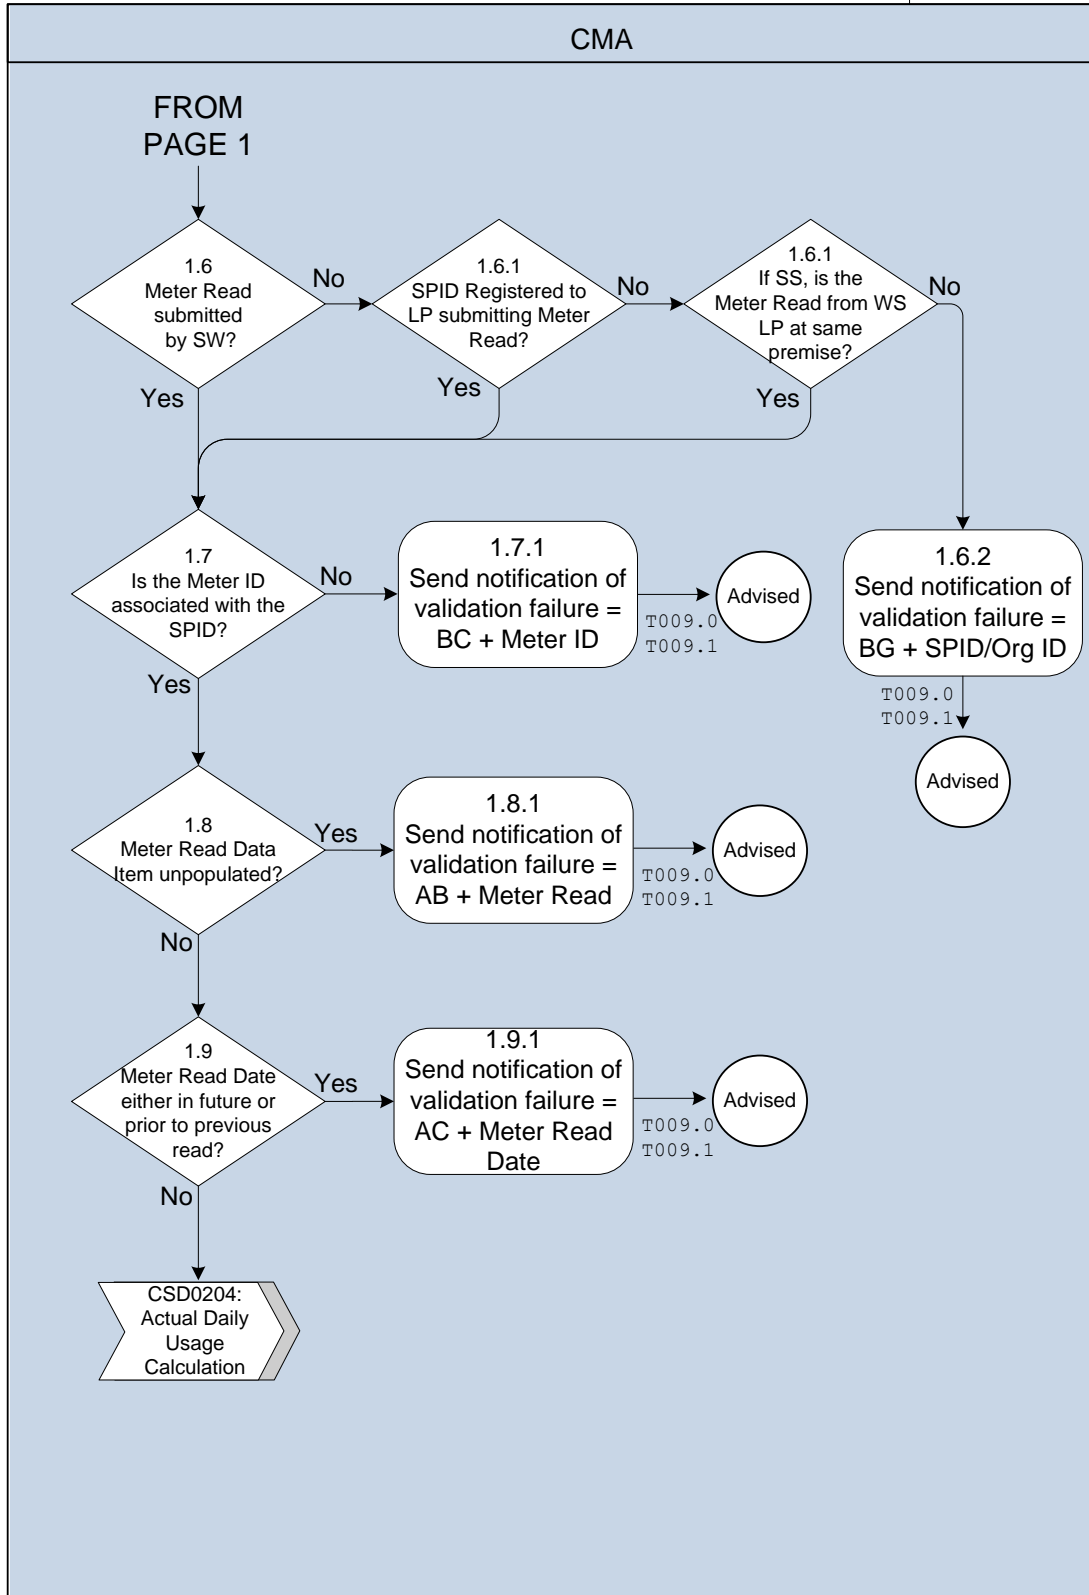 CMA
FROM
PAGE 1
1.6
Meter Read
submitted
by SW?
No
Yes
1.6.1
SPID Registered to
LP submitting Meter
Read?
No
Yes
1.6.1
If SS, is the
Meter Read from WS
LP at same
premise?
No
Yes
1.7
Is the Meter ID
associated with the
SPID?
No
Yes
1.7.1
Send notification of
validation failure =
BC + Meter ID
T009.0
T009.1
Advised
1.6.2
Send notification of
validation failure =
BG + SPID/Org ID
T009.0
T009.1
Advised
1.8
Meter Read Data
Item unpopulated?
Yes
No
1.8.1
Send notification of
validation failure =
AB + Meter Read
T009.0
T009.1
Advised
1.9
Meter Read Date
either in future or
prior to previous
read?
Yes
No
1.9.1
Send notification of
validation failure =
AC + Meter Read
Date
T009.0
T009.1
Advised
CSD0204:
Actual Daily
Usage
Calculation